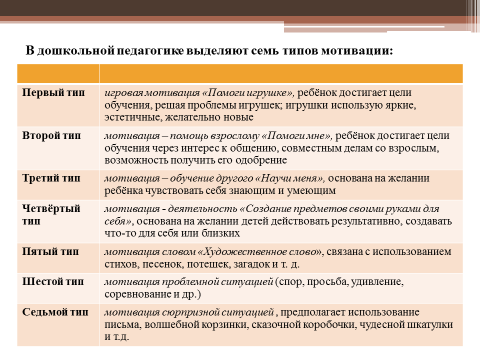 В дошкольной педагогике выделяют семь типов мотивации:
Первый тип
игровая мотивация «Помоги игрушке», ребёнок достигает цели
обучения, решая проблемы игрушек; игрушки использую яркие,
эстетичные, желательно новые
Второй тип
мотивация – помощь взрослому «Помоги мне», ребёнок достигает цели
обучения через интерес к общению, совместным делам со взрослым,
возможность получить его одобрение
Третий тип
мотивация – обучение другого «Научи меня», основана на желании
ребёнка чувствовать себя знающим и умеющим
Четвёртый
тип
мотивация - деятельность «Создание предметов своими руками для
себя», основана на желании детей действовать результативно, создавать
что-то для себя или близких
Пятый тип
мотивация словом «Художественное слово», связана с использованием
стихов, песенок, потешек, загадок и т. д.
Шестой тип
мотивация проблемной ситуацией (спор, просьба, удивление,
соревнование и др.)
Седьмой тип
мотивация сюрпризной ситуацией , предполагает использование
письма, волшебной корзинки, сказочной коробочки, чудесной шкатулки
и т.д.